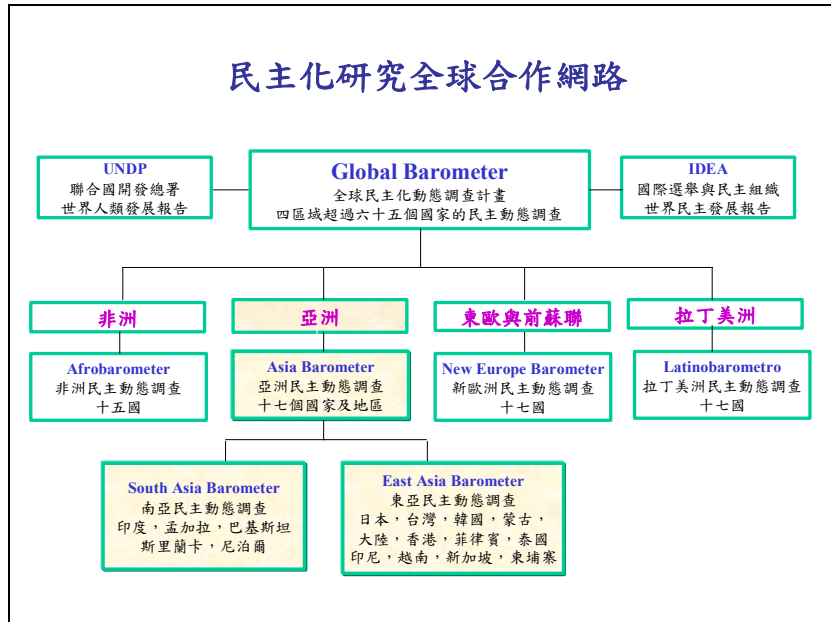 民主化研究全球合作網路
UNDP
聯合國開發總署
世界人類發展報告
Global Barometer
全球民主化動態調查計畫
四區域超過六十五個國家的民主動態調查
IDEA
國際選舉與民主組織
世界民主發展報告
非洲
亞洲
東歐與前蘇聯
拉丁美洲
Afrobarometer
非洲民主動態調查
十五國
Asia Barometer
亞洲民主動態調查
十七個國家及地區
New Europe Barometer
新歐洲民主動態調查
十七國
Latinobarometro
拉丁美洲民主動態調查
十七國
South Asia Barometer
南亞民主動態調查
印度，孟加拉，巴基斯坦
斯里蘭卡，尼泊爾
East Asia Barometer
東亞民主動態調查
日本，台灣，韓國，蒙古，
大陸，香港，菲律賓，泰國
印尼，越南，新加坡，柬埔寨